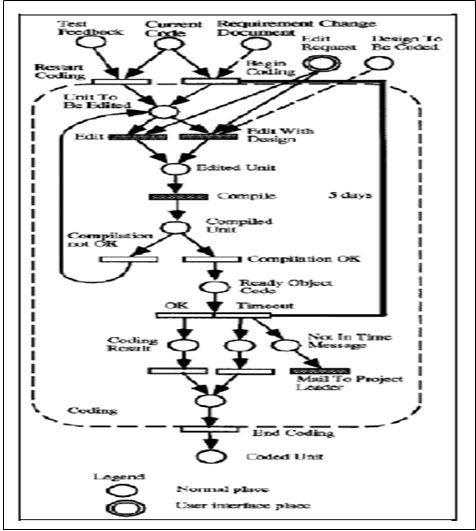 Test
Feedback
Current
Code
Requirement Change
Document
Edit
Request
Design To
Be Coded
Restart
Coding
Begin
Coding
Unit To
Be Edited
Edit
Edit With
Design
Edited Unit
Compile
3 days
Compiled
Unit
Compilation
not OK
Compilation OK
Ready Object
Code
OK
Timeout
Coding
Result
Not In Time
Message
Mail To Project
Leader
Coding
End Coding
Coded Unit
Legend
Normal place
User interface place